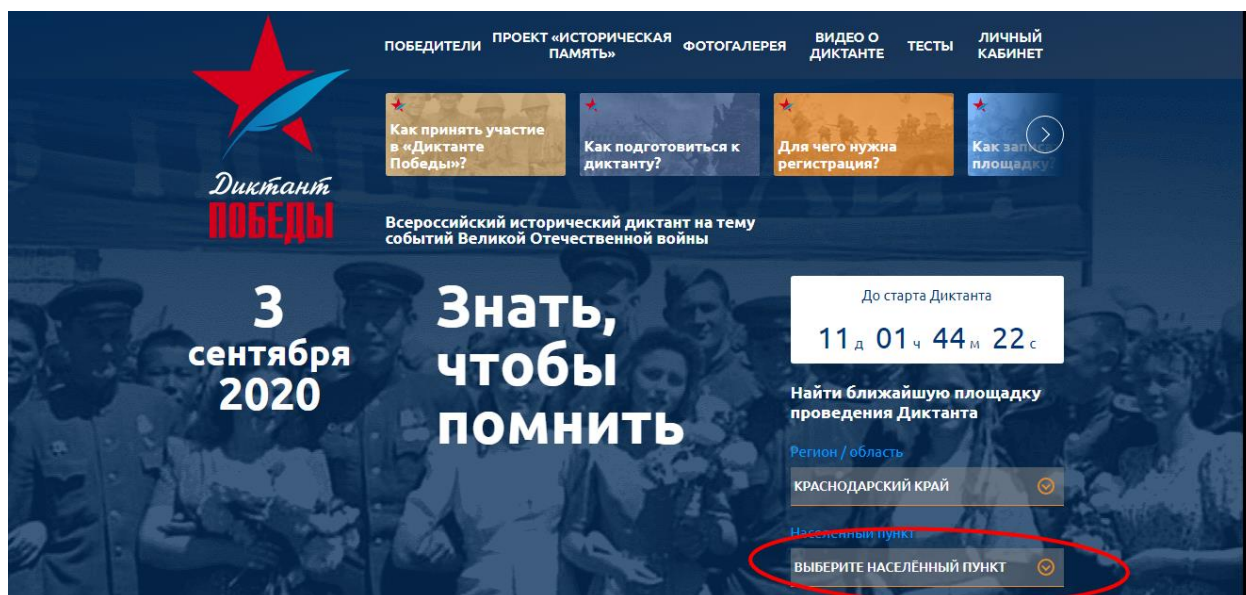 ПОБЕДИТЕЛИ
ПРОЕКТ «ИСТОРИЧЕСКАЯ
ПАМЯТЬ»
ФОТОГАЛЕРЕЯ
ВИДЕО О
ДИКТАНТЕ
ТЕСТЫ
ЛИЧНЫЙ
КАБИНЕТ
Как принять участие
в «Диктанте
Победы»?
Как подготовиться к
диктанту?
Для чего нужна
регистрация?
Как
площадку?
Диктант
ПОБЕДЫ
Всероссийский исторический диктант на тему
событий Великой Отечественной войны
3
сентября
2020
Знать,
чтобы
помнить
До старта Диктанта
11 д 01 ч 44 м 22 с
Найти ближайшую площадку
проведения Диктанта
Регион / область
КРАСНОДАРСКИЙ КРАЙ
Населённый пункт
ВЫБЕРИТЕ НАСЕЛЁННЫЙ ПУНКТ